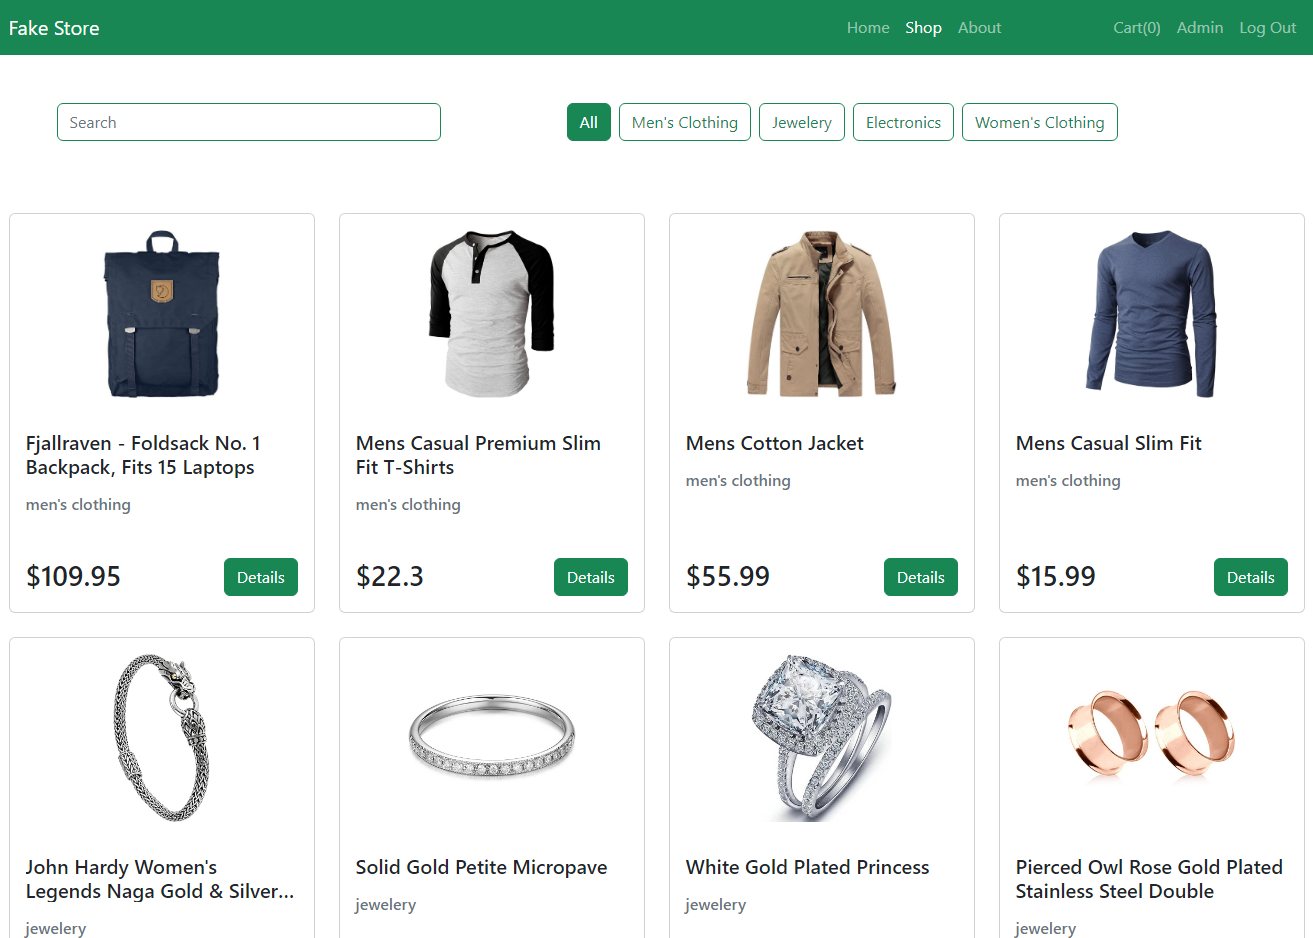 Fake Store
Home Shop About
Cart(0) Admin Log Out
Search
All Men's Clothing Jewelery Electronics Women's Clothing
Fjallraven - Foldsack No. 1
Backpack, Fits 15 Laptops
men's clothing
$109.95 Details
Mens Casual Premium Slim
Fit T-Shirts
men's clothing
$22.3 Details
Mens Cotton Jacket
men's clothing
$55.99 Details
Mens Casual Slim Fit
men's clothing
$15.99 Details
John Hardy Women's
Legends Naga Gold & Silver...
jewelery
Solid Gold Petite Micropave
jewelery
White Gold Plated Princess
jewelery
Pierced Owl Rose Gold Plated
Stainless Steel Double
jewelery